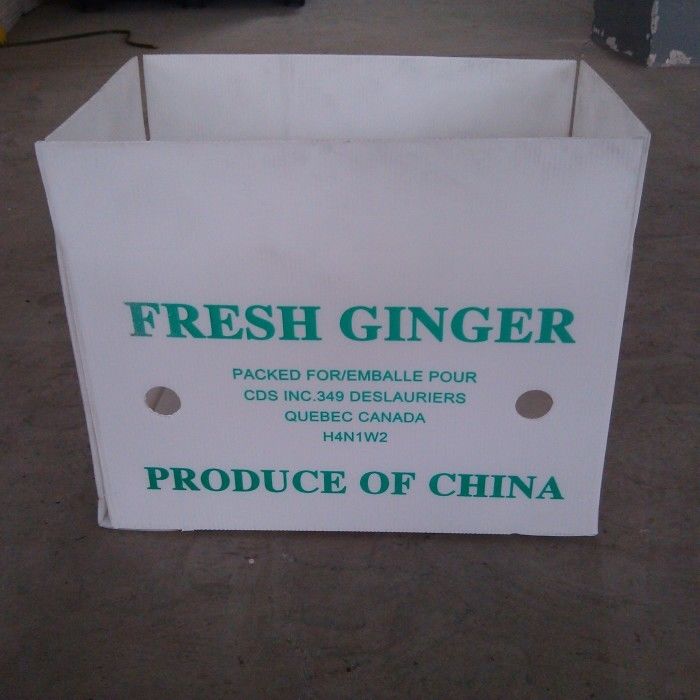 FRESH GINGER
PACKED FOR/EMBALLE POUR
CDS INC.349 DESLAURIERS
QUEBEC CANADA
H4N1W2
PRODUCE OF CHINA